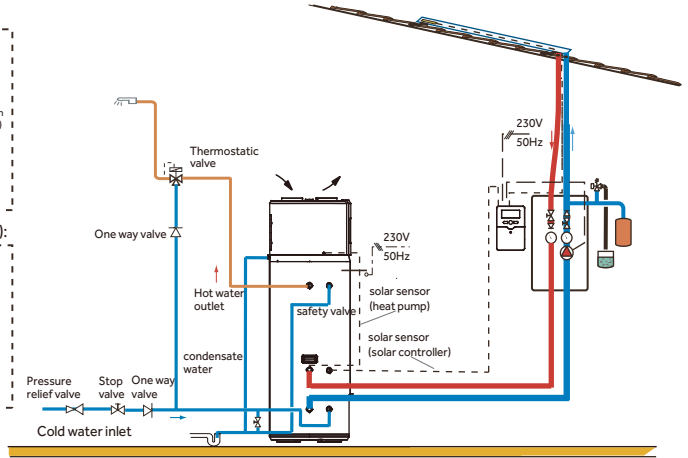 ):
Thermostatic
valve
One way valve
Hot water
outlet
condensate
water
safety valve
230V
50Hz
solar sensor
(heat pump)
solar sensor
(solar controller)
230V
50Hz
Pressure
relief valve
Stop
valve
One way
valve
Cold water inlet